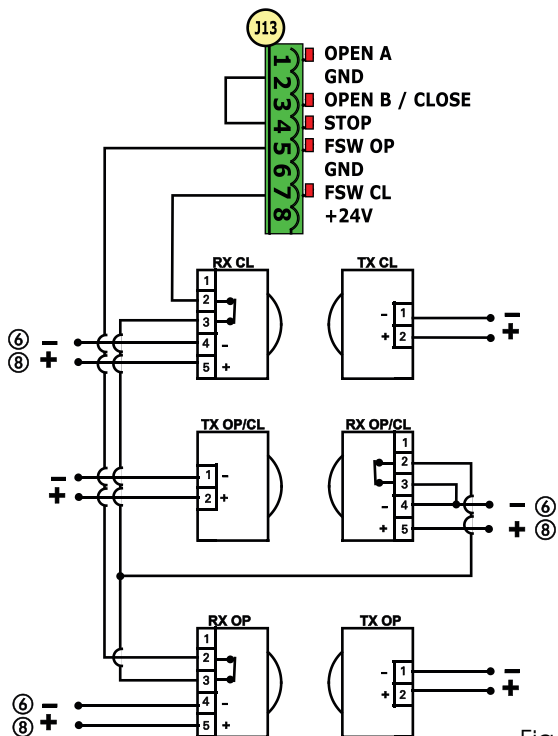 J13
1 OPEN A
2 GND
3 OPEN B / CLOSE
4 STOP
5 FSW OP
6 GND
7 FSW CL
8 +24V
RX CL
TX CL
1
2
3
4 -
5 +
⑥ -
⑧ +
- 1
+ 2
-
+
TX OP/CL
RX OP/CL
-
+
1 -
2 +
1
2
3
- 4
+ 5
- ⑥
+ ⑧
RX OP
TX OP
1
2
3
4 -
5 +
⑥ -
⑧ +
- 1
+ 2
-
+